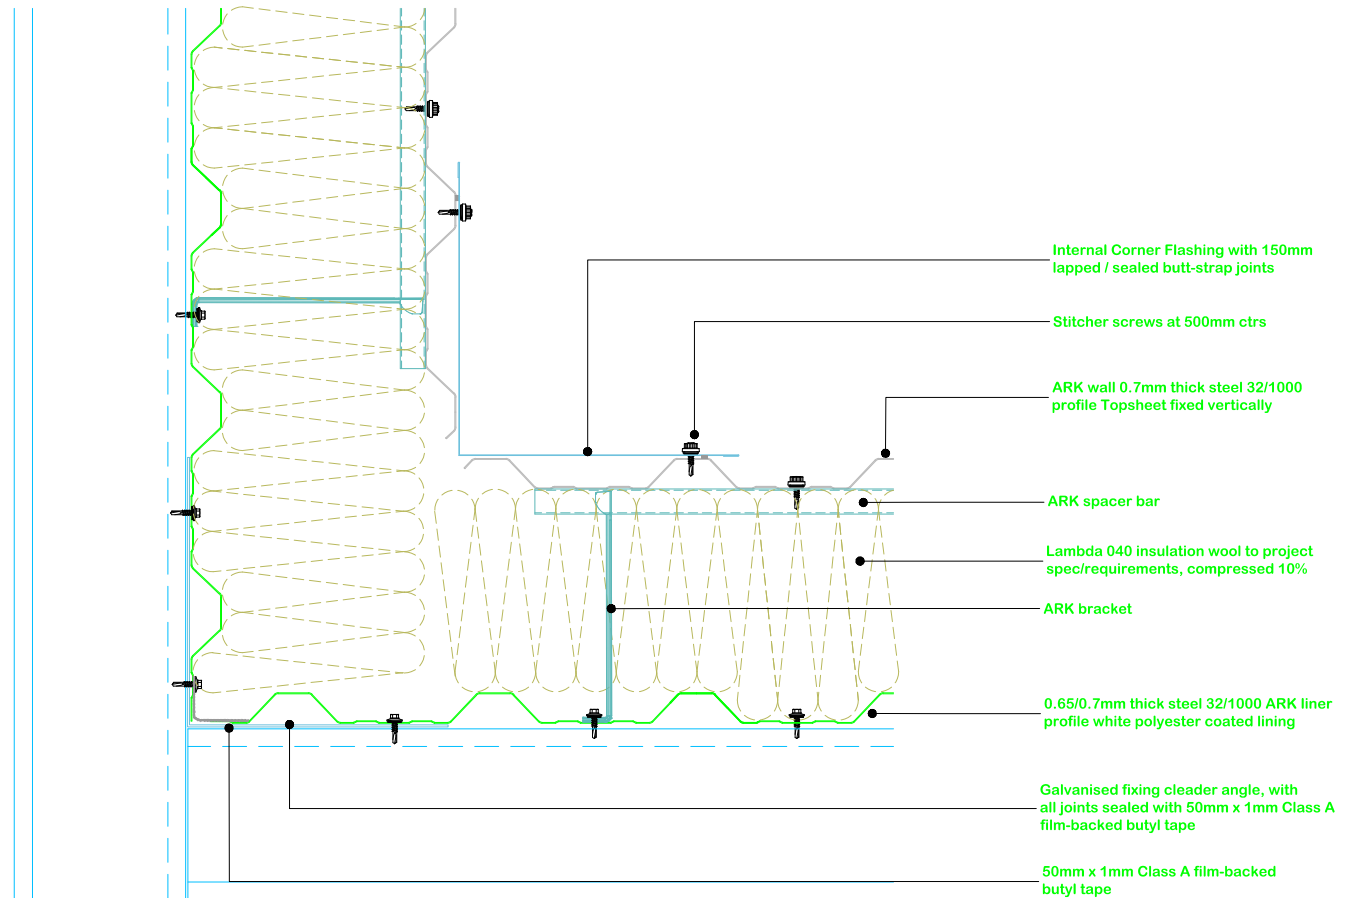 Internal Corner Flashing with 150mm
lapped / sealed butt-strap joints
Stitcher screws at 500mm ctrs
ARK wall 0.7mm thick steel 32/1000
profile Topsheet fixed vertically
ARK spacer bar
Lambda 040 insulation wool to project
spec/requirements, compressed 10%
ARK bracket
0.65/0.7mm thick steel 32/1000 ARK liner
profile white polyester coated lining
Galvanised fixing cleader angle, with
all joints sealed with 50mm x 1mm Class A
film-backed butyl tape
50mm x 1mm Class A film-backed
butyl tape